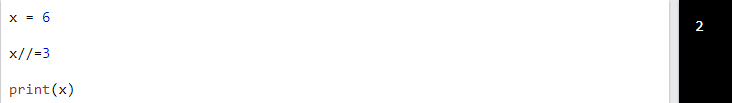 x = 6
x//=3
print(x)
2